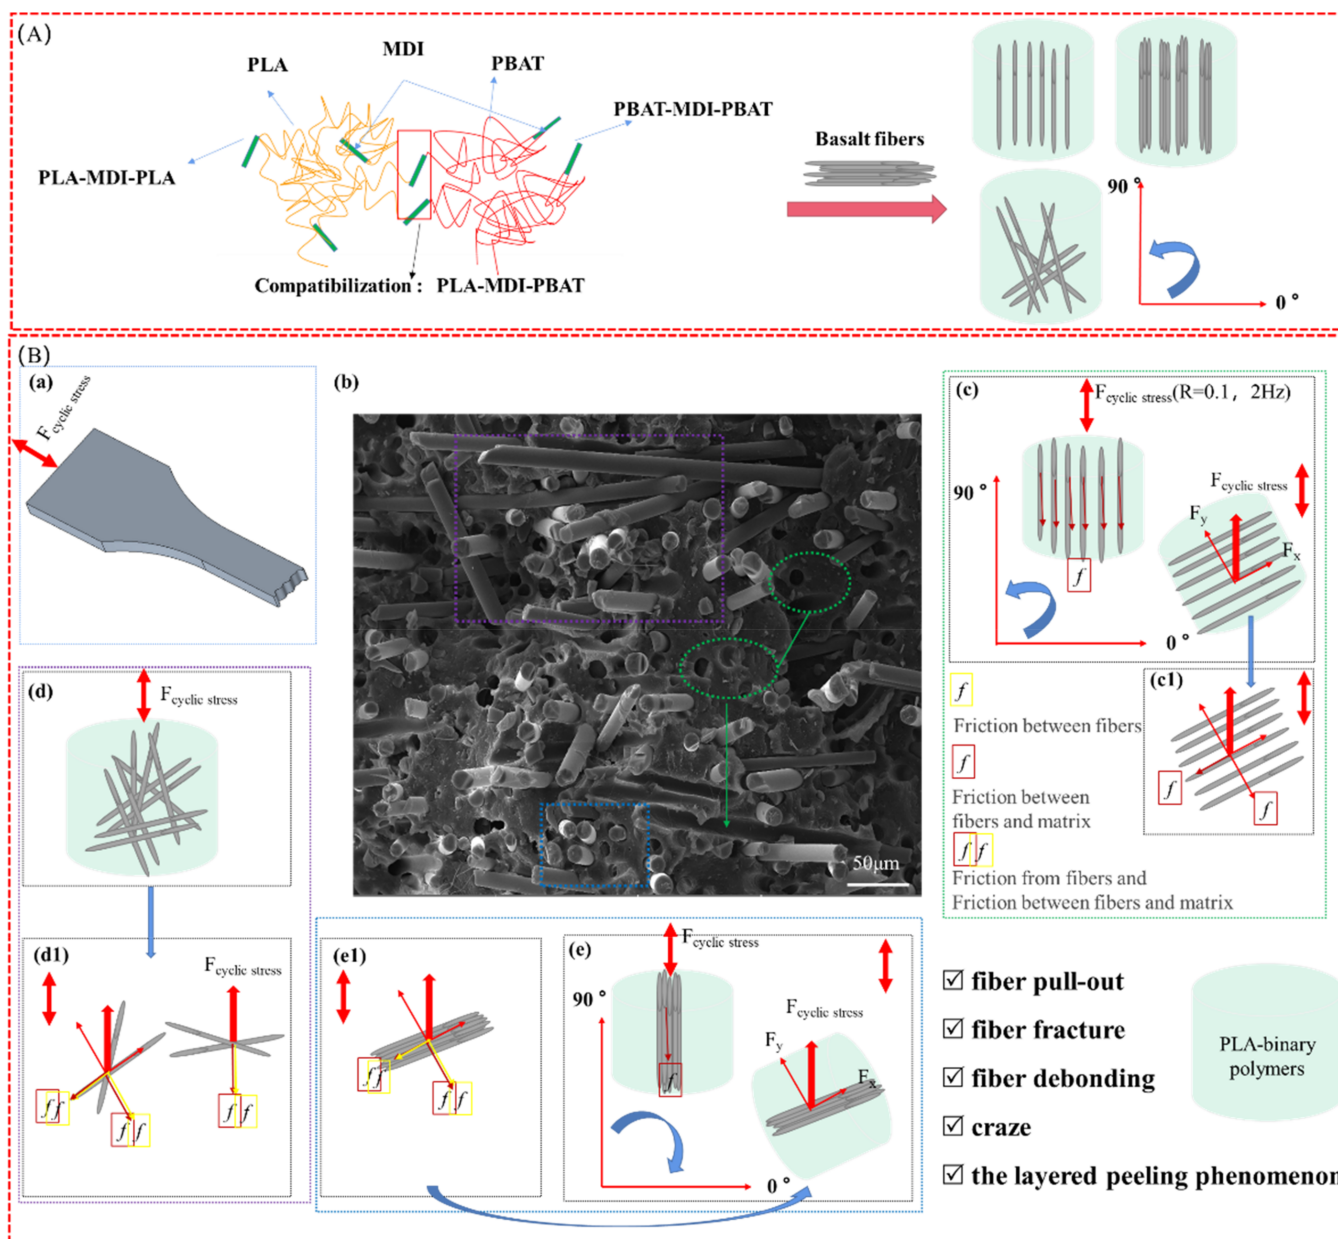 (A)
PLA
MDI
PBAT
PBAT-MDI-PBAT
PLA-MDI-PLA
Compatibilization： PLA-MDI-PBAT
Basalt fibers
90 °
0 °
(B)
(a)
F cyclic stress
(b)
50μm
(c)
F cyclic stress (R=0.1, 2Hz)
90 °
0 °
f
F cyclic stress
Fy
Fx
(c1)
f
f
f
Friction between fibers
f
Friction between
fibers and matrix
f f
Friction from fibers and
Friction between fibers and matrix
(d)
F cyclic stress
(d1)
F cyclic stress
f f
f f
f f
(e1)
f f
f f
(e)
F cyclic stress
90 °
0 °
f
F cyclic stress
Fy
Fx
☑ fiber pull-out
☑ fiber fracture
☑ fiber debonding
☑ craze
☑ the layered peeling phenomenon
PLA-binary
polymers